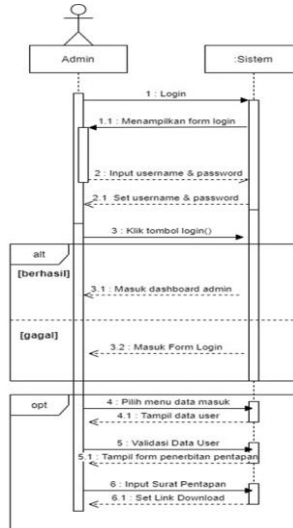 Admin
:Sistem
1 : Login
1.1 : Menampilkan form login
2 : Input username & password
2.1 Set username & password
3 : Klik tombol login()
alt
[berhasil]
3.1 : Masuk dashboard admin
[gagal]
3.2 : Masuk Form Login
opt
4 : Pilih menu data masuk
4.1 : Tampil data user
5 : Validasi Data User
5.1 : Tampil form penerbitan pentapan
6 : Input Surat Pentapan
6.1 : Set Link Download